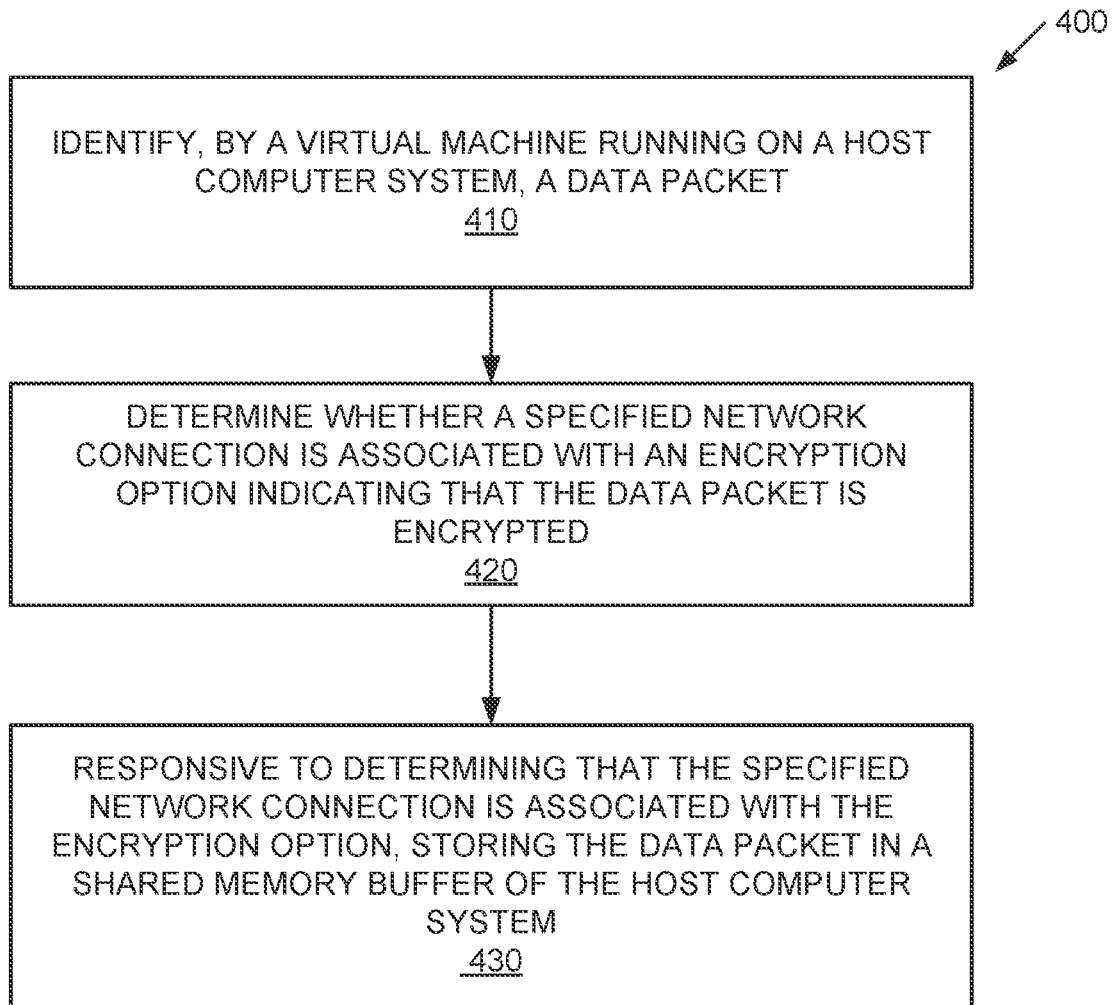 400
IDENTIFY, BY A VIRTUAL MACHINE RUNNING ON A HOST
COMPUTER SYSTEM, A DATA PACKET
410
DETERMINE WHETHER A SPECIFIED NETWORK
CONNECTION IS ASSOCIATED WITH AN ENCRYPTION
OPTION INDICATING THAT THE DATA PACKET IS
ENCRYPTED
420
RESPONSIVE TO DETERMINING THAT THE SPECIFIED
NETWORK CONNECTION IS ASSOCIATED WITH THE
ENCRYPTION OPTION, STORING THE DATA PACKET IN A
SHARED MEMORY BUFFER OF THE HOST COMPUTER
SYSTEM
430